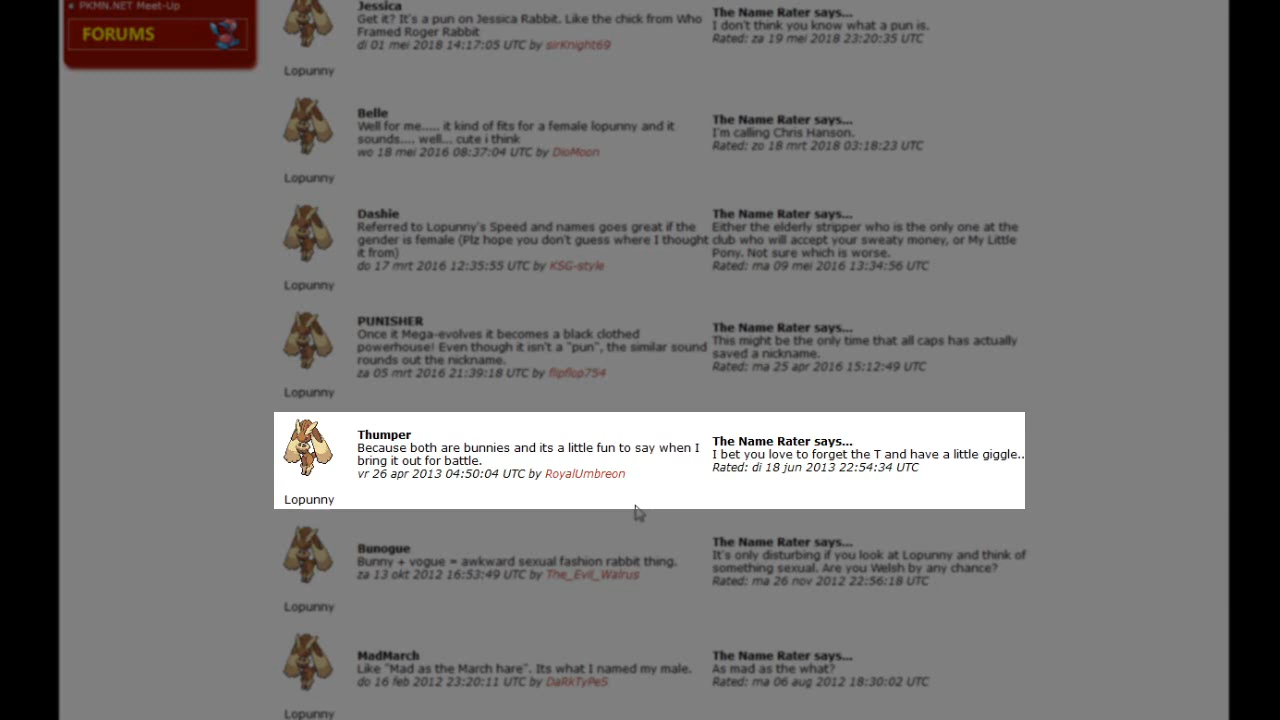 PKMN.NET Meet-Up
FORUMS
Jessica
Get it? It's a pun on Jessica Rabbit. Like the chick from Who
Framed Roger Rabbit
di 01 mei 2018 14:17:05 UTC by sirKnight69
The Name Rater says...
I don't think you know what a pun is.
Rated: za 19 mei 2018 23:20:35 UTC
Lopunny
Belle
Well for me..... it kind of fits for a female lopunny and it
sounds.... well... cute i think
wo 18 mei 2016 08:37:04 UTC by DioMoon
The Name Rater says...
I'm calling Chris Hanson.
Rated: zo 18 mrt 2018 03:18:23 UTC
Lopunny
Dashie
Referred to Lopunny's Speed and names goes great if the
gender is female (Plz hope you don't guess where I thought
it from)
do 17 mrt 2016 12:35:55 UTC by KSG-style
The Name Rater says...
Either the elderly stripper who is the only one at the
club who will accept your sweaty money, or My Little
Pony. Not sure which is worse.
Rated: ma 09 mei 2016 13:34:56 UTC
Lopunny
PUNISHER
Once it Mega-evolves it becomes a black clothed
powerhouse! Even though it isn't a "pun", the similar sound
rounds out the nickname.
za 05 mrt 2016 21:39:18 UTC by flipflop754
The Name Rater says...
This might be the only time that all caps has actually
saved a nickname.
Rated: ma 25 apr 2016 15:12:49 UTC
Lopunny
Thumper
Because both are bunnies and its a little fun to say when I
bring it out for battle.
vr 26 apr 2013 04:50:04 UTC by RoyalUmbreon
The Name Rater says...
I bet you love to forget the T and have a little giggle..
Rated: di 18 jun 2013 22:54:34 UTC
Lopunny
Bunogue
Bunny + vogue = awkward sexual fashion rabbit thing.
za 13 okt 2012 16:53:49 UTC by The_Evil_Walrus
The Name Rater says...
It's only disturbing if you look at Lopunny and think of
something sexual. Are you Welsh by any chance?
Rated: ma 26 nov 2012 22:56:18 UTC
Lopunny
MadMarch
Like "Mad as the March hare". Its what I named my male.
do 16 feb 2012 23:20:11 UTC by DaRkTyPeS
The Name Rater says...
As mad as the what?
Rated: ma 06 aug 2012 18:30:02 UTC
Lopunny